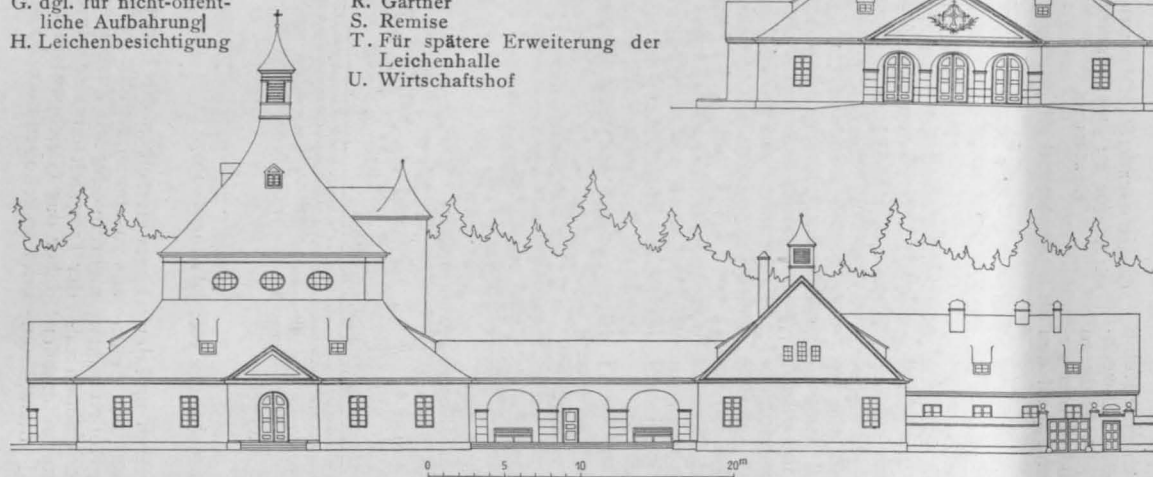 G. dgl. für nicht-öffent-
liche Aufbahrung|
H. Leichenbesichtigung
R. Gärtner
S. Remise
T. Für spätere Erweiterung der
Leichenhalle
U. Wirtschaftshof
0 5 10 20m